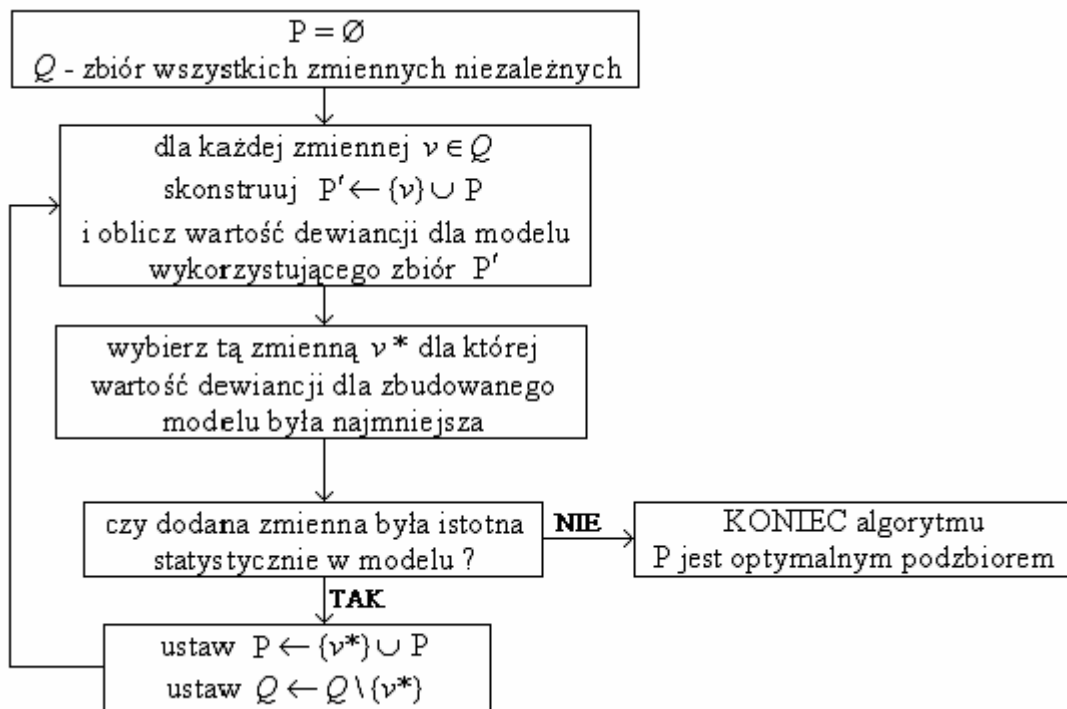 P = Ø
Q - zbiór wszystkich zmiennych niezależnych
dla każdej zmiennej v ∈ Q
skonstruuj P′ ← {v} ∪ P
i oblicz wartość dewiancji dla modelu
wykorzystującego zbiór P′
wybierz tą zmienną v* dla której
wartość dewiancji dla zbudowanego
modelu była najmniejsza
czy dodana zmienna była istotna
statystycznie w modelu ?
NIE
KONIEC algorytmu
P jest optymalnym podzbiorem
TAK
ustaw P ← {v*} ∪ P
ustaw Q ← Q \ {v*}